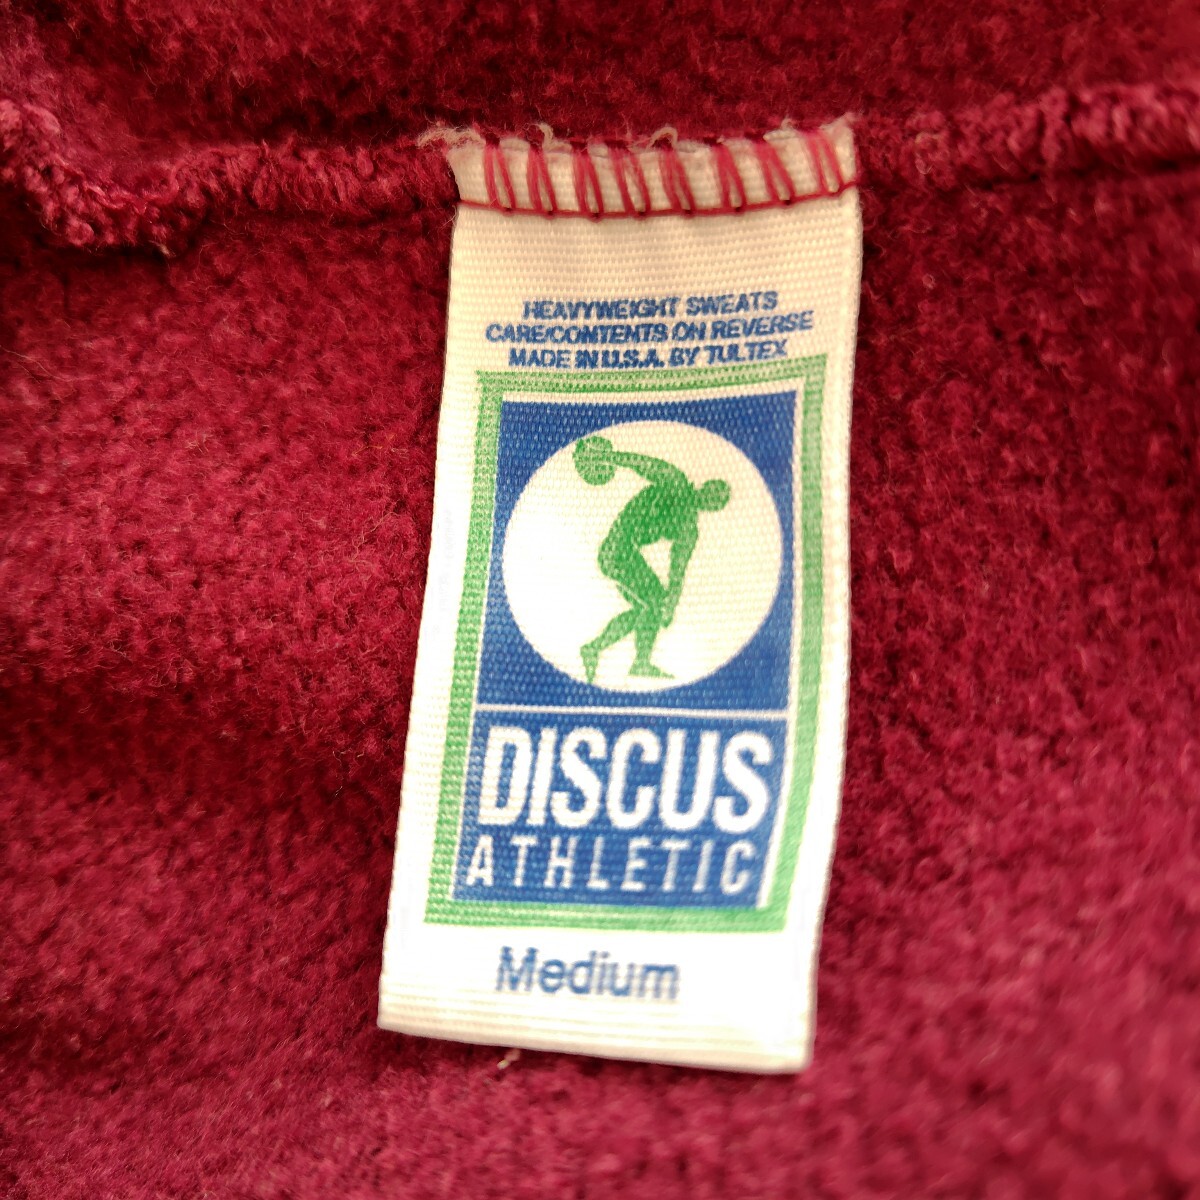 HEAVYWEIGHT SWEATS
CARE/CONTENTS ON REVERSE
MADE IN U.S.A. BY TULTEX
DISCUS
ATHLETIC
Medium